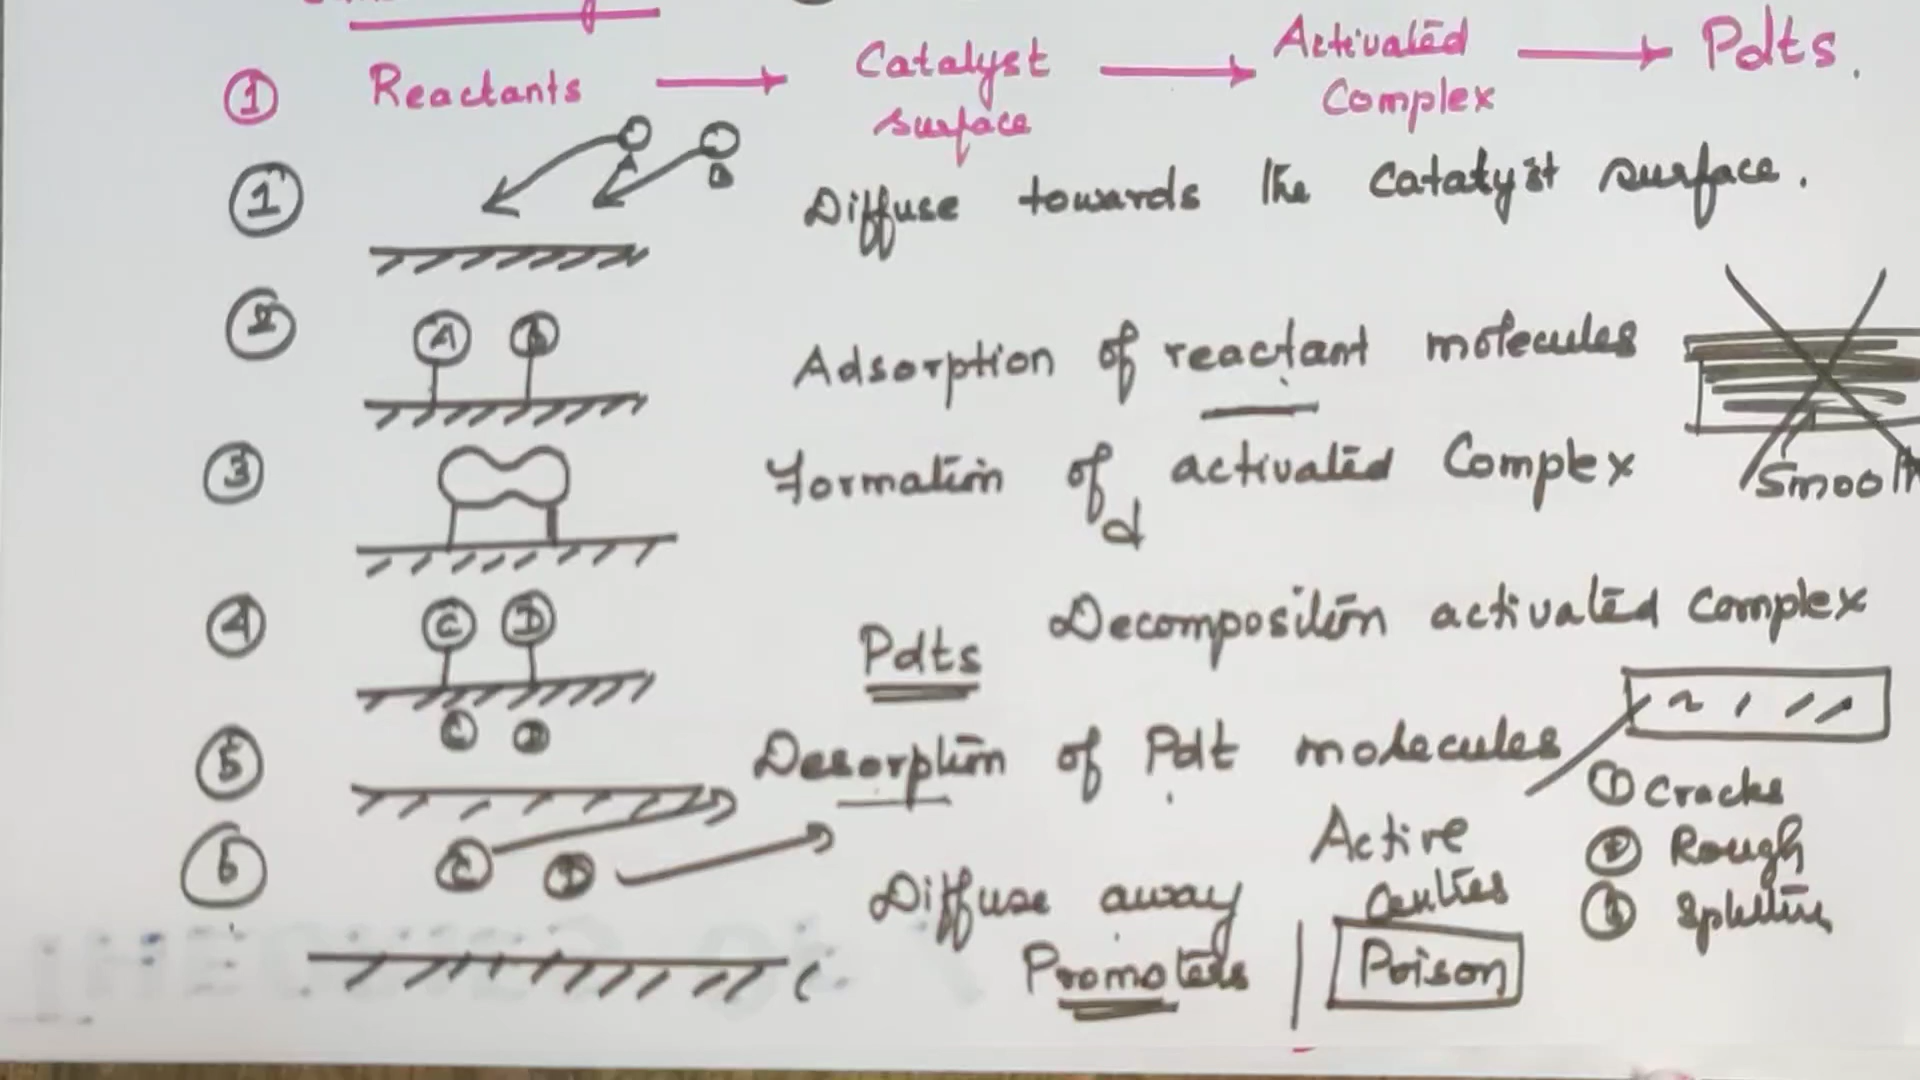 ① Reactants → Catalyst surface → Activated Complex → Pdts.
① A B Diffuse towards the catalyst surface.
② A B Adsorption of reactant molecules
Smooth
③ Formation of activated Complex
d
④ C D Pdts Decomposition activated complex
C D
⑤ Desorption of Pdt molecules
① Cracks
Active
② Rough
⑥ C D Diffuse away
③
Promoters | Poison